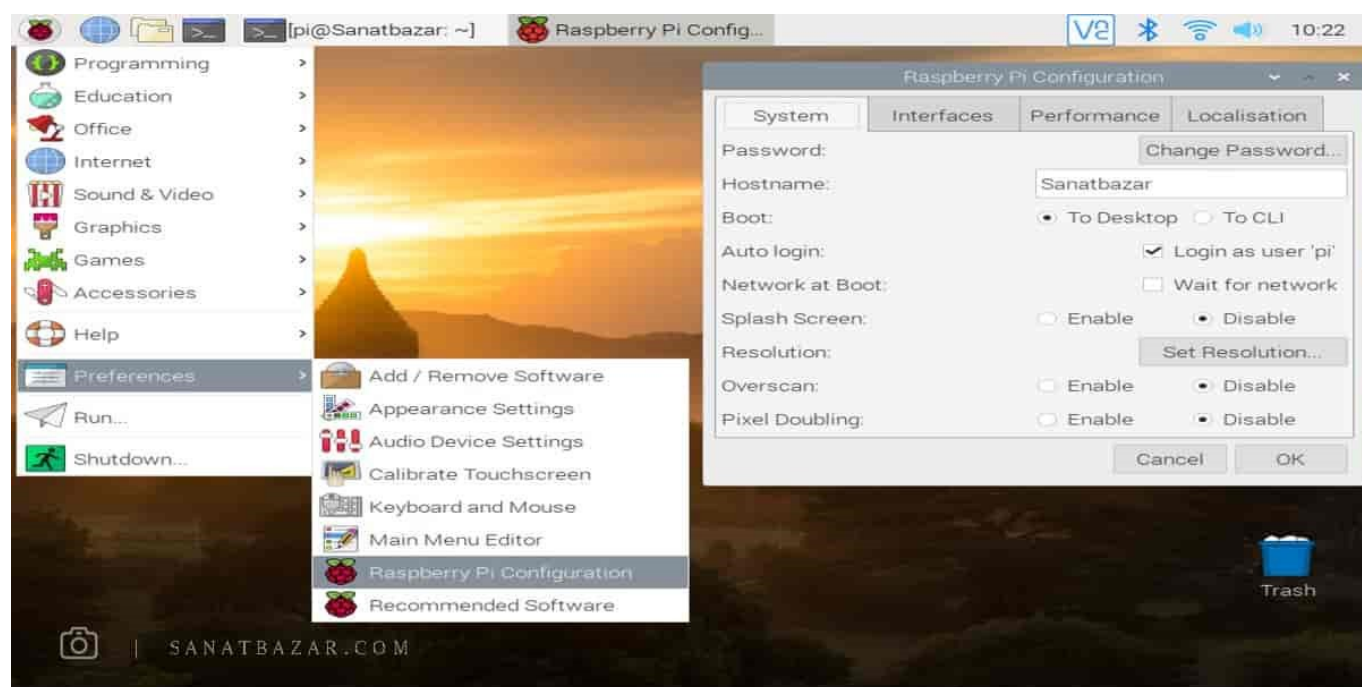 [pi@Sanatbazar: ~]
Raspberry Pi Config...
V2
10:22
Programming
Education
Office
Internet
Sound & Video
Graphics
Games
Accessories
Help
Preferences
Run...
Shutdown...
Add / Remove Software
Appearance Settings
Audio Device Settings
Calibrate Touchscreen
Keyboard and Mouse
Main Menu Editor
Raspberry Pi Configuration
Recommended Software
Raspberry Pi Configuration
System Interfaces Performance Localisation
Password: Change Password...
Hostname: Sanatbazar
Boot: To Desktop To CLI
Auto login: Login as user 'pi'
Network at Boot: Wait for network
Splash Screen: Enable Disable
Resolution: Set Resolution...
Overscan: Enable Disable
Pixel Doubling: Enable Disable
Cancel OK
Trash
| SANATBAZAR.COM